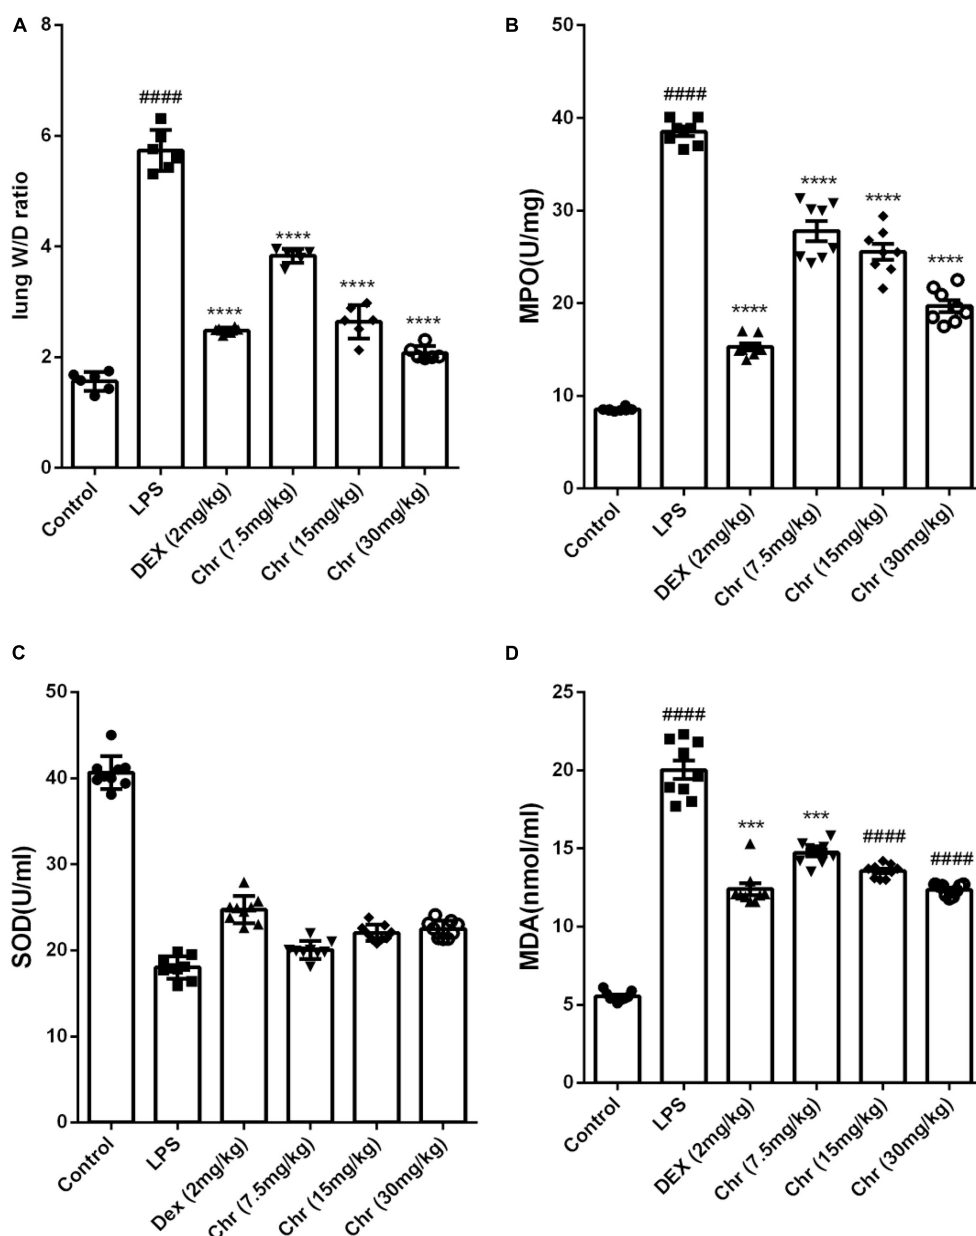 A
lung W/D ratio
8
6
4
2
0
####
****
****
****
****
Control
LPS
DEX (2mg/kg)
Chr (7.5mg/kg)
Chr (15mg/kg)
Chr (30mg/kg)
B
MPO(U/mg)
50
40
30
20
10
0
####
****
****
****
****
Control
LPS
DEX (2mg/kg)
Chr (7.5mg/kg)
Chr (15mg/kg)
Chr (30mg/kg)
C
SOD(U/ml)
50
40
30
20
10
0
Control
LPS
Dex (2mg/kg)
Chr (7.5mg/kg)
Chr (15mg/kg)
Chr (30mg/kg)
D
MDA(nmol/ml)
25
20
15
10
5
0
####
***
***
####
####
Control
LPS
DEX (2mg/kg)
Chr (7.5mg/kg)
Chr (15mg/kg)
Chr (30mg/kg)